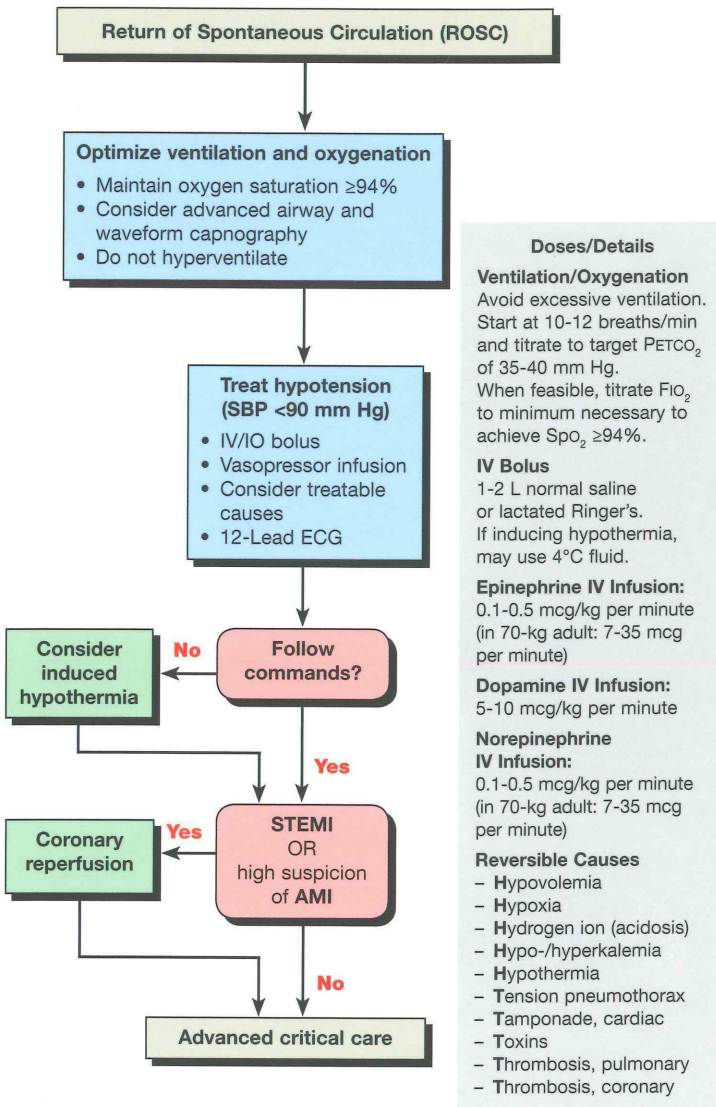 Return of Spontaneous Circulation (ROSC)
Optimize ventilation and oxygenation
• Maintain oxygen saturation ≥94%
• Consider advanced airway and
waveform capnography
• Do not hyperventilate
Treat hypotension
(SBP <90 mm Hg)
• IV/IO bolus
• Vasopressor infusion
• Consider treatable
causes
• 12-Lead ECG
Follow
commands?
No
Consider
induced
hypothermia
Yes
STEMI
OR
high suspicion
of AMI
Yes
Coronary
reperfusion
No
Advanced critical care
Doses/Details
Ventilation/Oxygenation
Avoid excessive ventilation.
Start at 10-12 breaths/min
and titrate to target PETCO₂
of 35-40 mm Hg.
When feasible, titrate FIO₂
to minimum necessary to
achieve SpO₂ ≥94%.
IV Bolus
1-2 L normal saline
or lactated Ringer's.
If inducing hypothermia,
may use 4°C fluid.
Epinephrine IV Infusion:
0.1-0.5 mcg/kg per minute
(in 70-kg adult: 7-35 mcg
per minute)
Dopamine IV Infusion:
5-10 mcg/kg per minute
Norepinephrine
IV Infusion:
0.1-0.5 mcg/kg per minute
(in 70-kg adult: 7-35 mcg
per minute)
Reversible Causes
– Hypovolemia
– Hypoxia
– Hydrogen ion (acidosis)
– Hypo-/hyperkalemia
– Hypothermia
– Tension pneumothorax
– Tamponade, cardiac
– Toxins
– Thrombosis, pulmonary
– Thrombosis, coronary